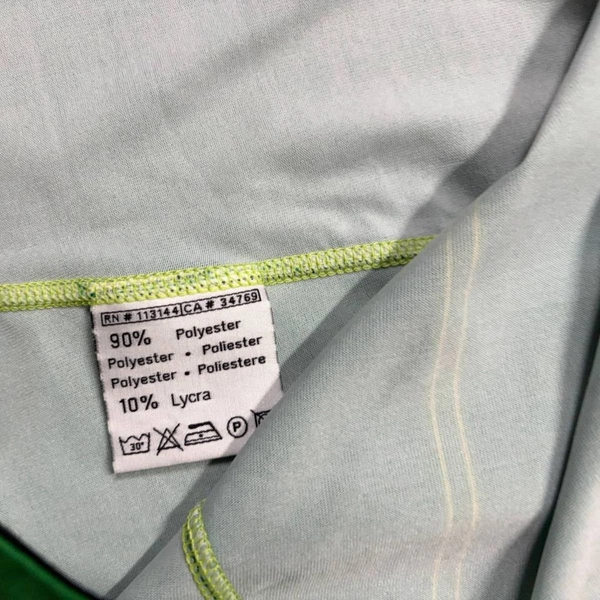 RN # 113144 CA # 34769
90% Polyester
Polyester • Poliester
Polyester • Poliestere
10% Lycra
30° P